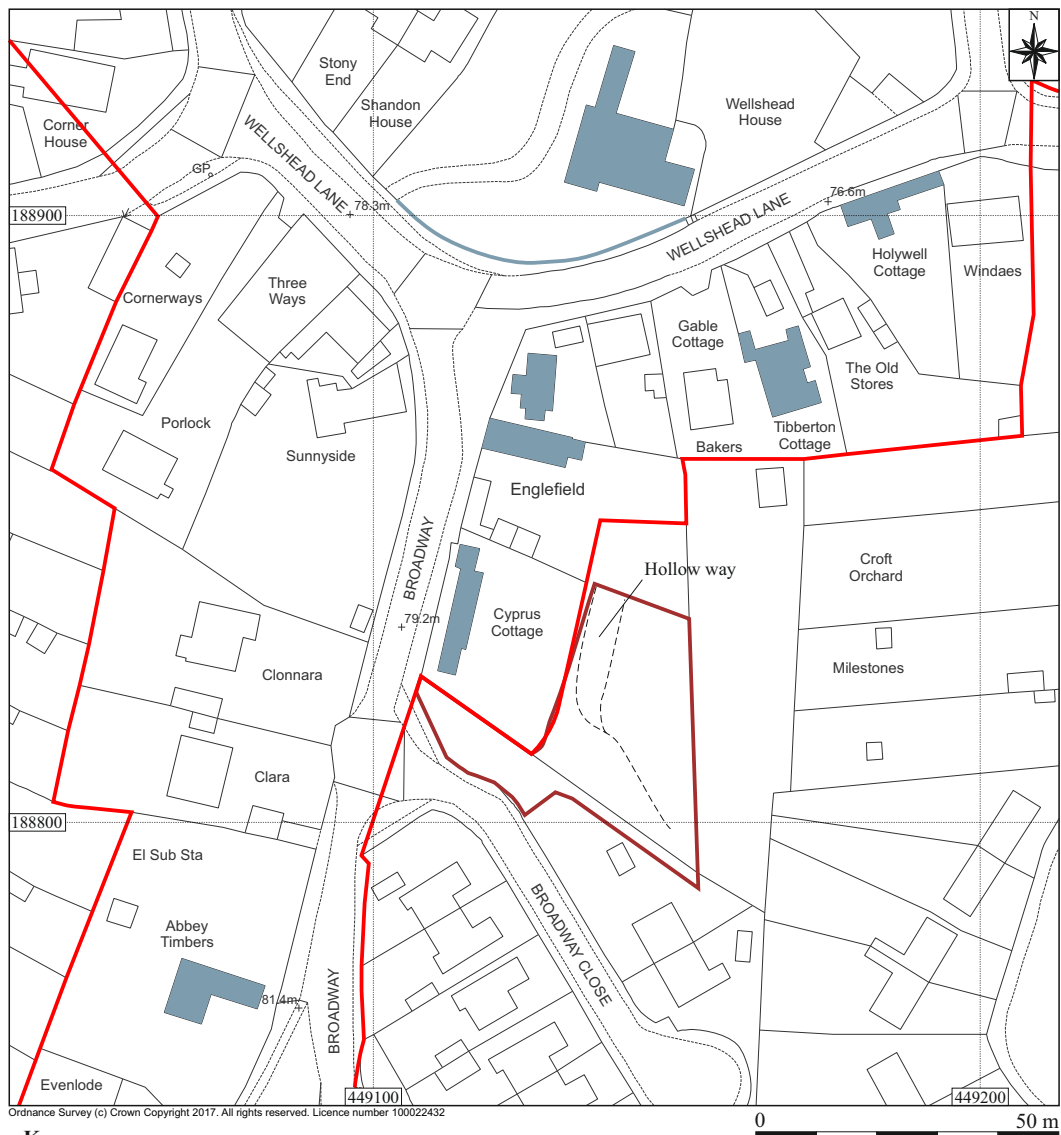 N
Stony
End
Shandon
House
Wellshead
House
Corner
House
WELLSHEAD LANE
GP
78.3m
76.6m
188900
WELLSHEAD LANE
Holywell
Cottage
Windaes
Cornerways
Three
Ways
Gable
Cottage
The Old
Stores
Porlock
Sunnyside
Bakers
Tibberton
Cottage
Englefield
BROADWAY
Hollow way
Croft
Orchard
79.2m
Cyprus
Cottage
Clonnara
Milestones
Clara
188800
El Sub Sta
Abbey
Timbers
BROADWAY CLOSE
81.4m
BROADWAY
Evenlode
449100
449200
Ordnance Survey (c) Crown Copyright 2017. All rights reserved. Licence number 100022432
0
50 m